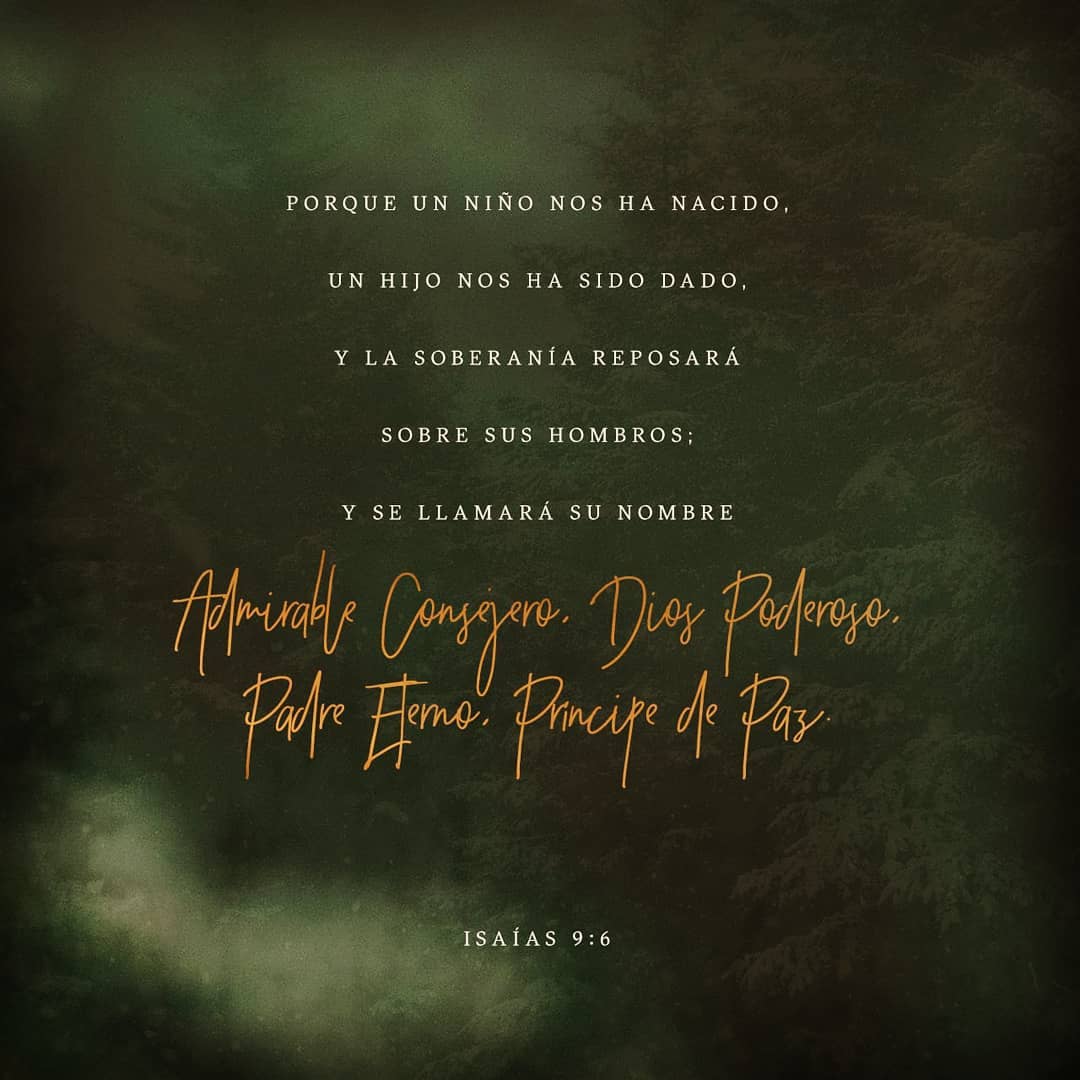 PORQUE UN NIÑO NOS HA NACIDO,
UN HIJO NOS HA SIDO DADO,
Y LA SOBERANÍA REPOSARÁ
SOBRE SUS HOMBROS;
Y SE LLAMARÁ SU NOMBRE
Admirable Consejero, Dios Poderoso,
Padre Eterno, Príncipe de Paz.
ISAÍAS 9:6